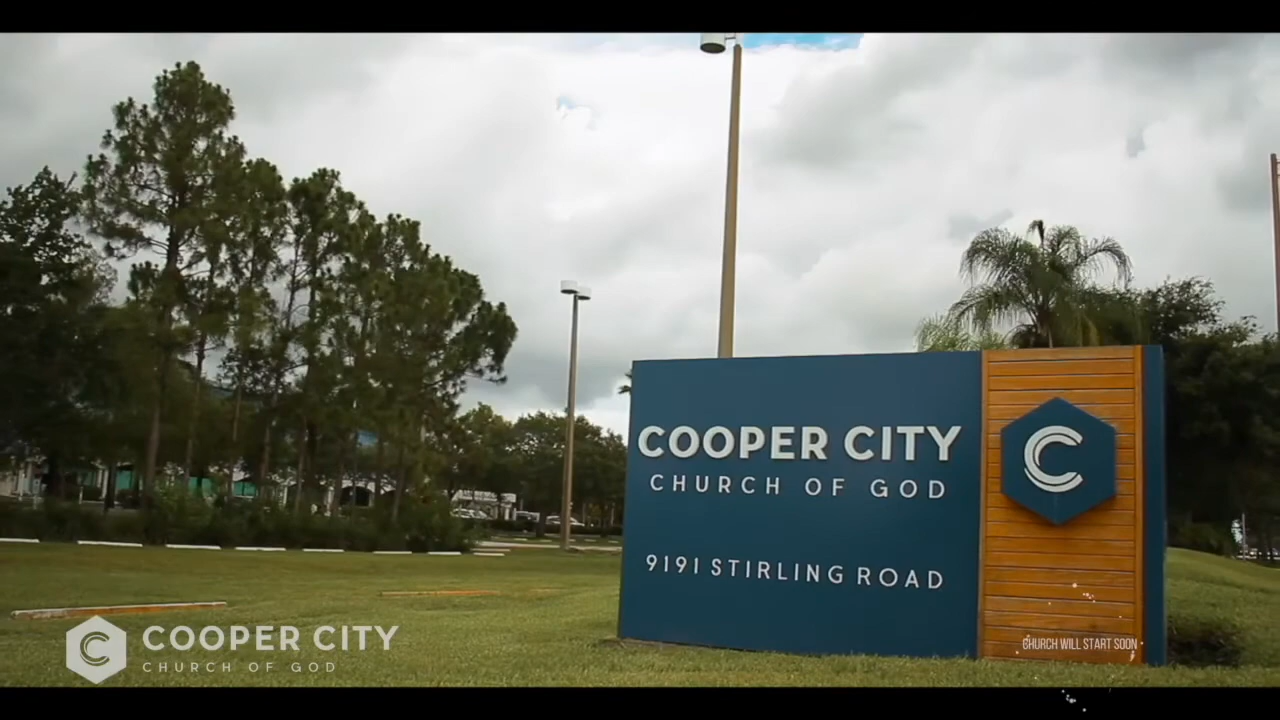 COOPER CITY
CHURCH OF GOD
9191 STIRLING ROAD
C
CHURCH WILL START SOON
C
COOPER CITY
CHURCH OF GOD